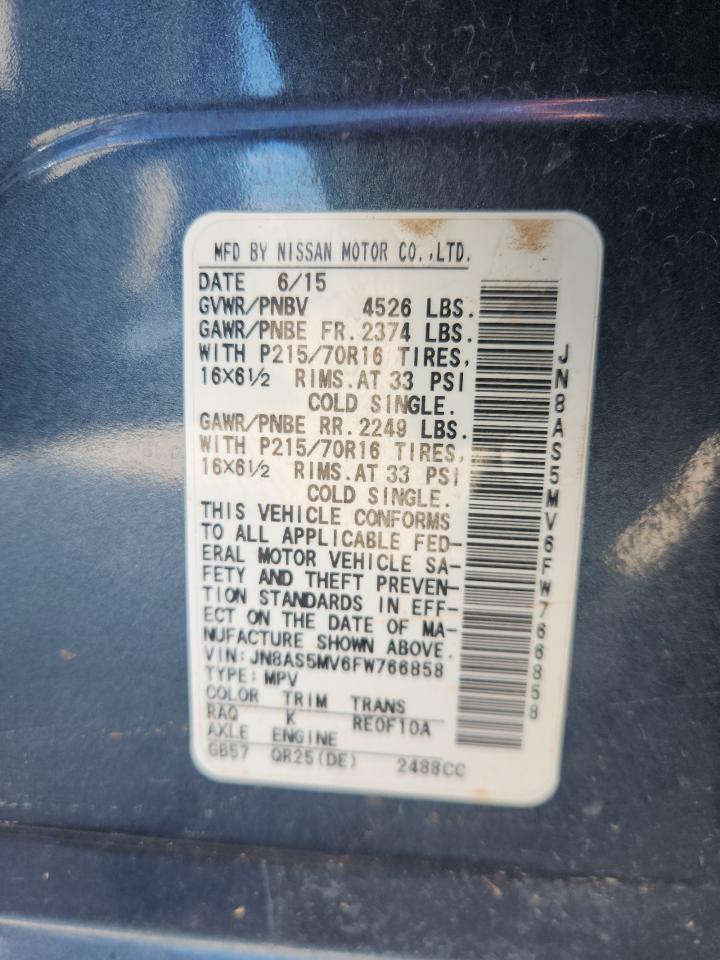 MFD BY NISSAN MOTOR CO.,LTD.
DATE 6/15
GVWR/PNBV 4526 LBS.
GAWR/PNBE FR. 2374 LBS.
WITH P215/70R16 TIRES,
16X6½ RIMS.AT 33 PSI
COLD SINGLE.
GAWR/PNBE RR. 2249 LBS.
WITH P215/70R16 TIRES,
16X6½ RIMS.AT 33 PSI
COLD SINGLE.
THIS VEHICLE CONFORMS
TO ALL APPLICABLE FED-
ERAL MOTOR VEHICLE SA-
FETY AND THEFT PREVEN-
TION STANDARDS IN EFF-
ECT ON THE DATE OF MA-
NUFACTURE SHOWN ABOVE.
VIN: JN8AS5MV6FW766858
TYPE: MPV
COLOR TRIM TRANS
RAQ K RE0F10A
AXLE ENGINE
GB57 QR25(DE) 2488CC
JN8AS5MV6FW766858